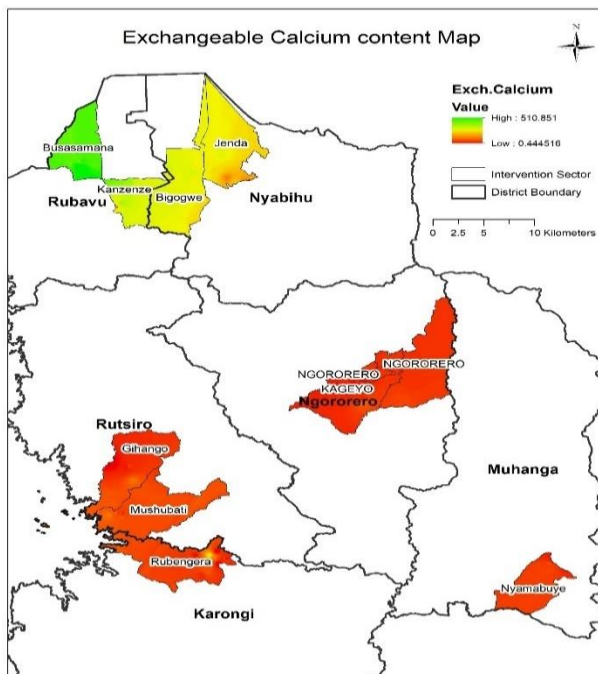 Exchangeable Calcium content Map
N
Exch.Calcium
Value
High : 510.851
Low : 0.444516
Intervention Sector
District Boundary
0 2.5 5 10 Kilometers
Busasamana
Jenda
Kanzenze
Bigogwe
Rubavu
Nyabihu
NGORORERO
NGORORERO
KAGEYO
Ngororero
Rutsiro
Gihango
Muhanga
Mushubati
Rubengera
Nyamabuye
Karongi